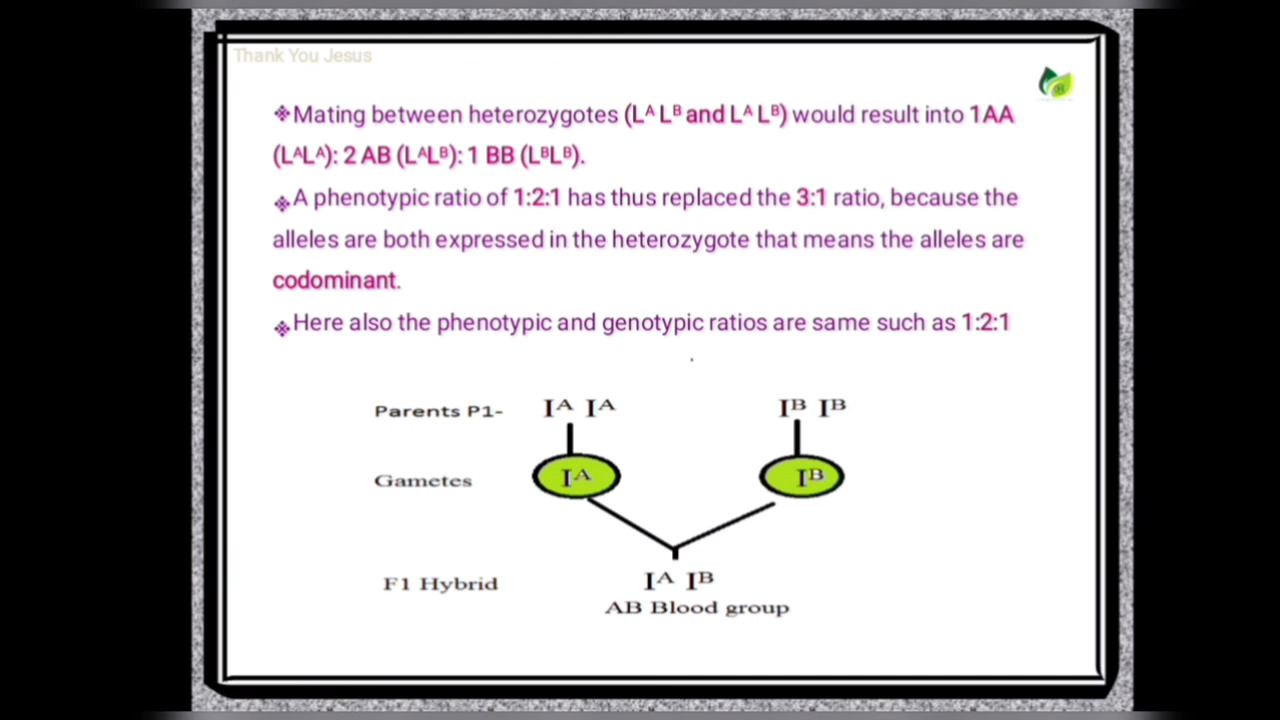 Thank You Jesus
❖Mating between heterozygotes (Lᴬ Lᴮ and Lᴬ Lᴮ) would result into 1AA
(LᴬLᴬ): 2 AB (LᴬLᴮ): 1 BB (LᴮLᴮ).
❖A phenotypic ratio of 1:2:1 has thus replaced the 3:1 ratio, because the
alleles are both expressed in the heterozygote that means the alleles are
codominant.
❖Here also the phenotypic and genotypic ratios are same such as 1:2:1
Parents P1- Iᴬ Iᴬ Iᴮ Iᴮ
Gametes Iᴬ Iᴮ
F1 Hybrid Iᴬ Iᴮ
AB Blood group